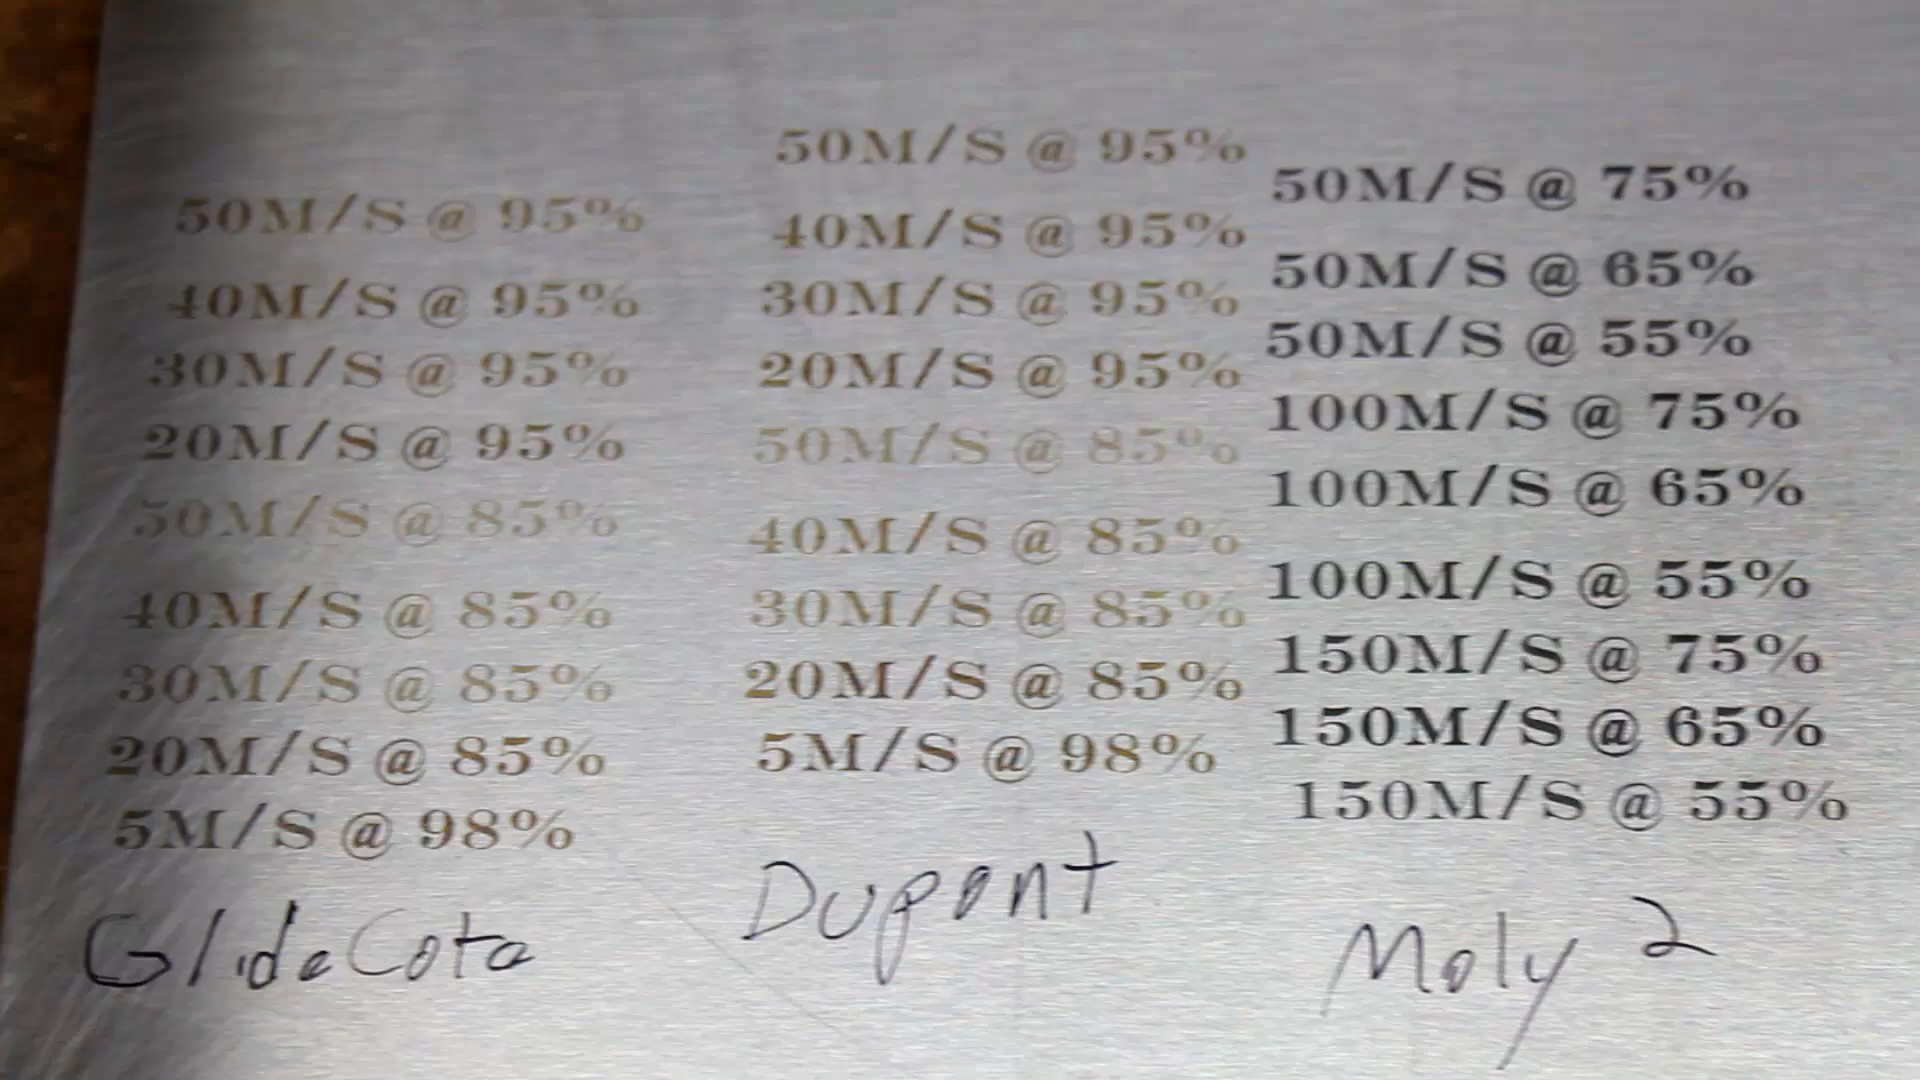 50M/S @ 95%
40M/S @ 95%
30M/S @ 95%
20M/S @ 95%
50M/S @ 85%
40M/S @ 85%
30M/S @ 85%
20M/S @ 85%
5M/S @ 98%
GlideCote
50M/S @ 95%
40M/S @ 95%
30M/S @ 95%
20M/S @ 95%
50M/S @ 85%
40M/S @ 85%
30M/S @ 85%
20M/S @ 85%
5M/S @ 98%
Dupont
50M/S @ 75%
50M/S @ 65%
50M/S @ 55%
100M/S @ 75%
100M/S @ 65%
100M/S @ 55%
150M/S @ 75%
150M/S @ 65%
150M/S @ 55%
Moly 2